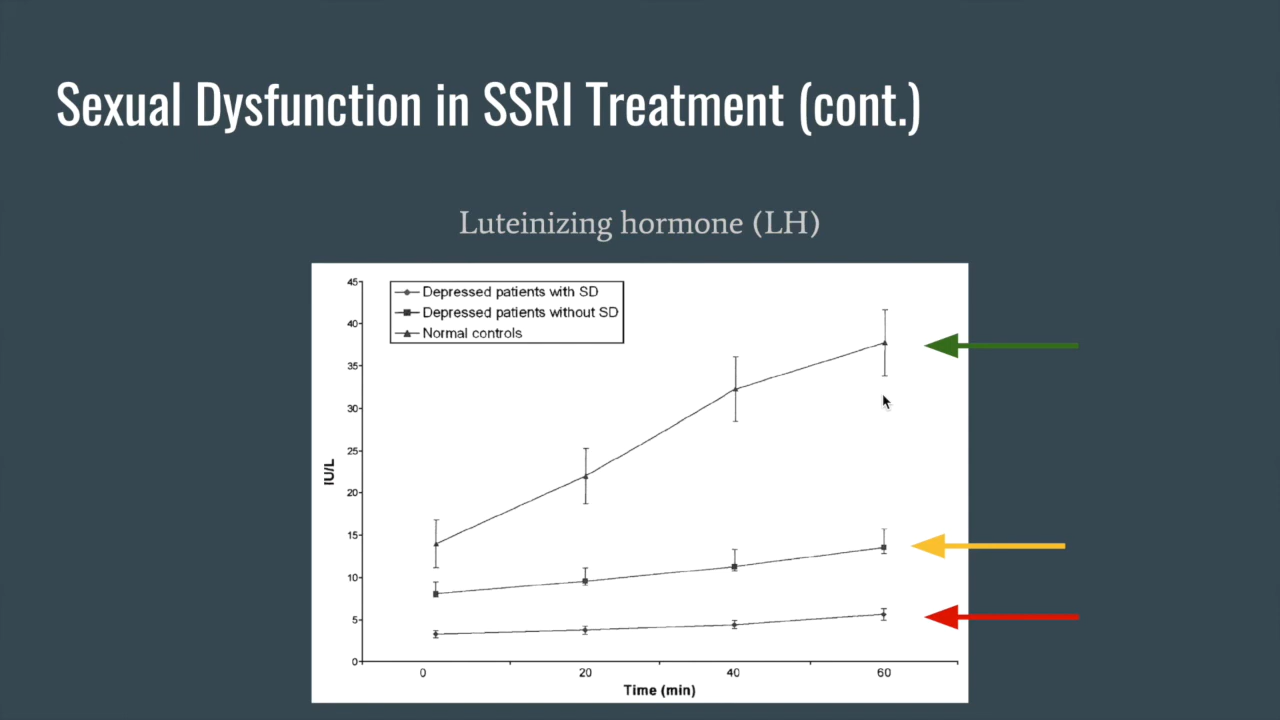 Sexual Dysfunction in SSRI Treatment (cont.)
Luteinizing hormone (LH)
Depressed patients with SD
Depressed patients without SD
Normal controls
45
40
35
30
25
20
15
10
5
0
IU/L
0 20 40 60
Time (min)